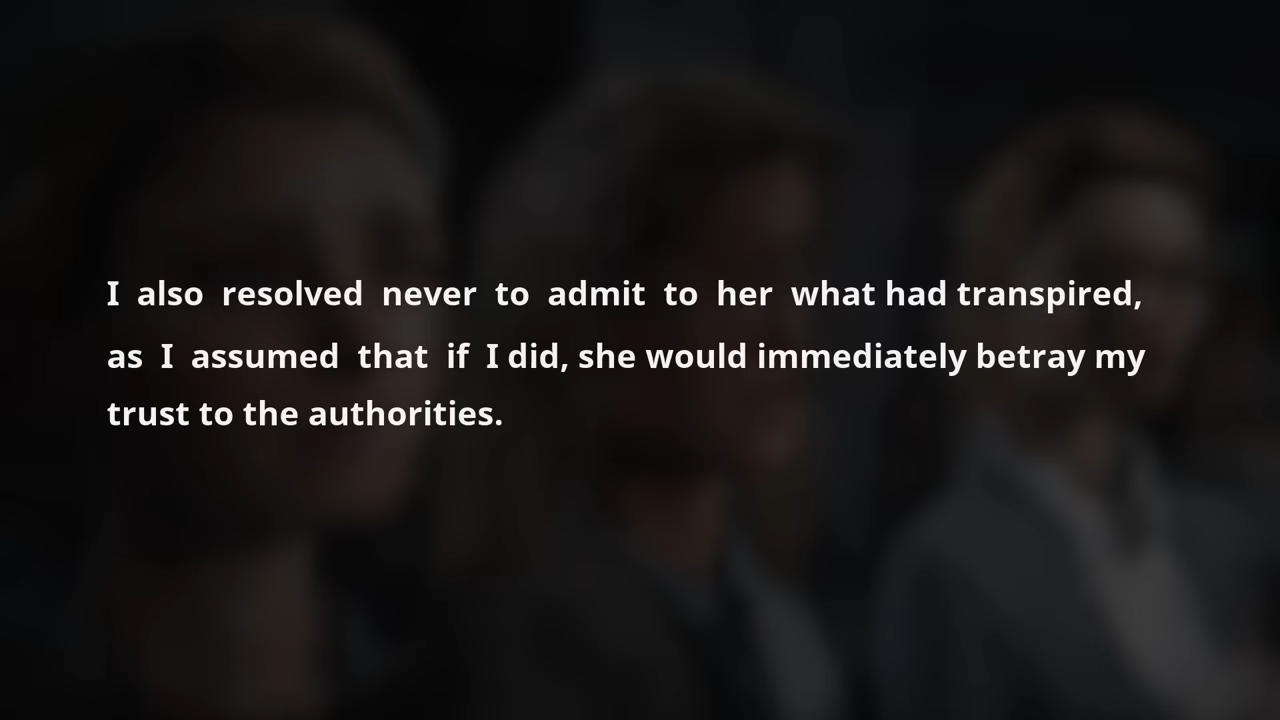 I also resolved never to admit to her what had transpired,
as I assumed that if I did, she would immediately betray my
trust to the authorities.